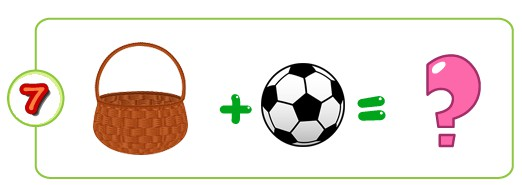 7
+ = ?